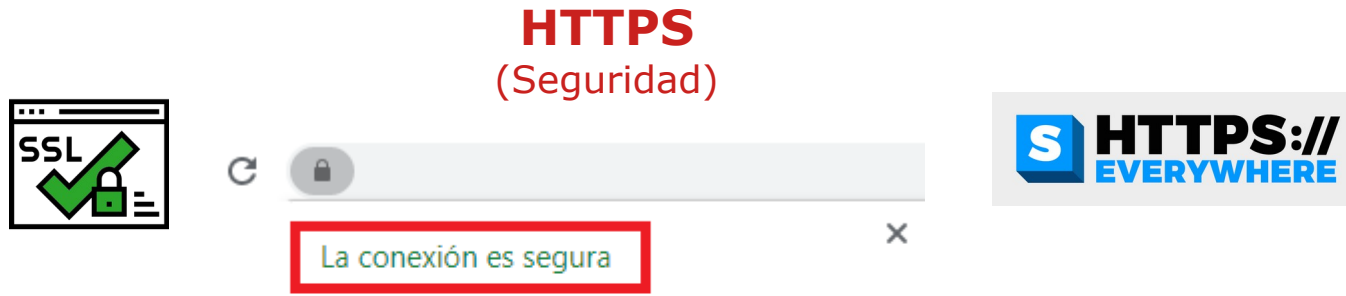 HTTPS
(Seguridad)
SSL
La conexión es segura
S HTTPS://
EVERYWHERE